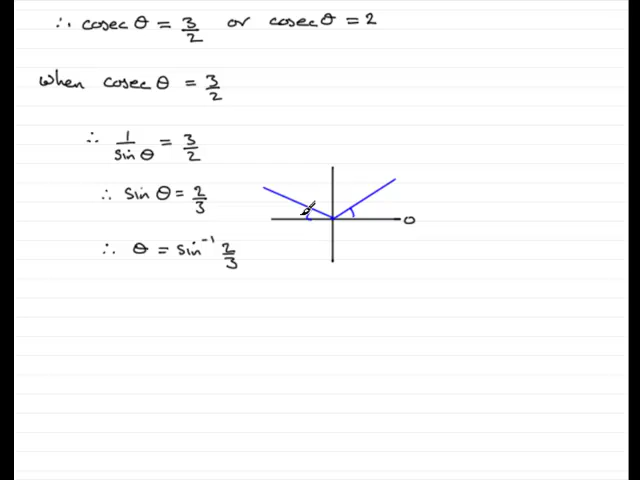 ∴ cosec θ = 3/2 or cosec θ = 2
when cosec θ = 3/2
∴ 1/sin θ = 3/2
∴ sin θ = 2/3
∴ θ = sin⁻¹ 2/3
0